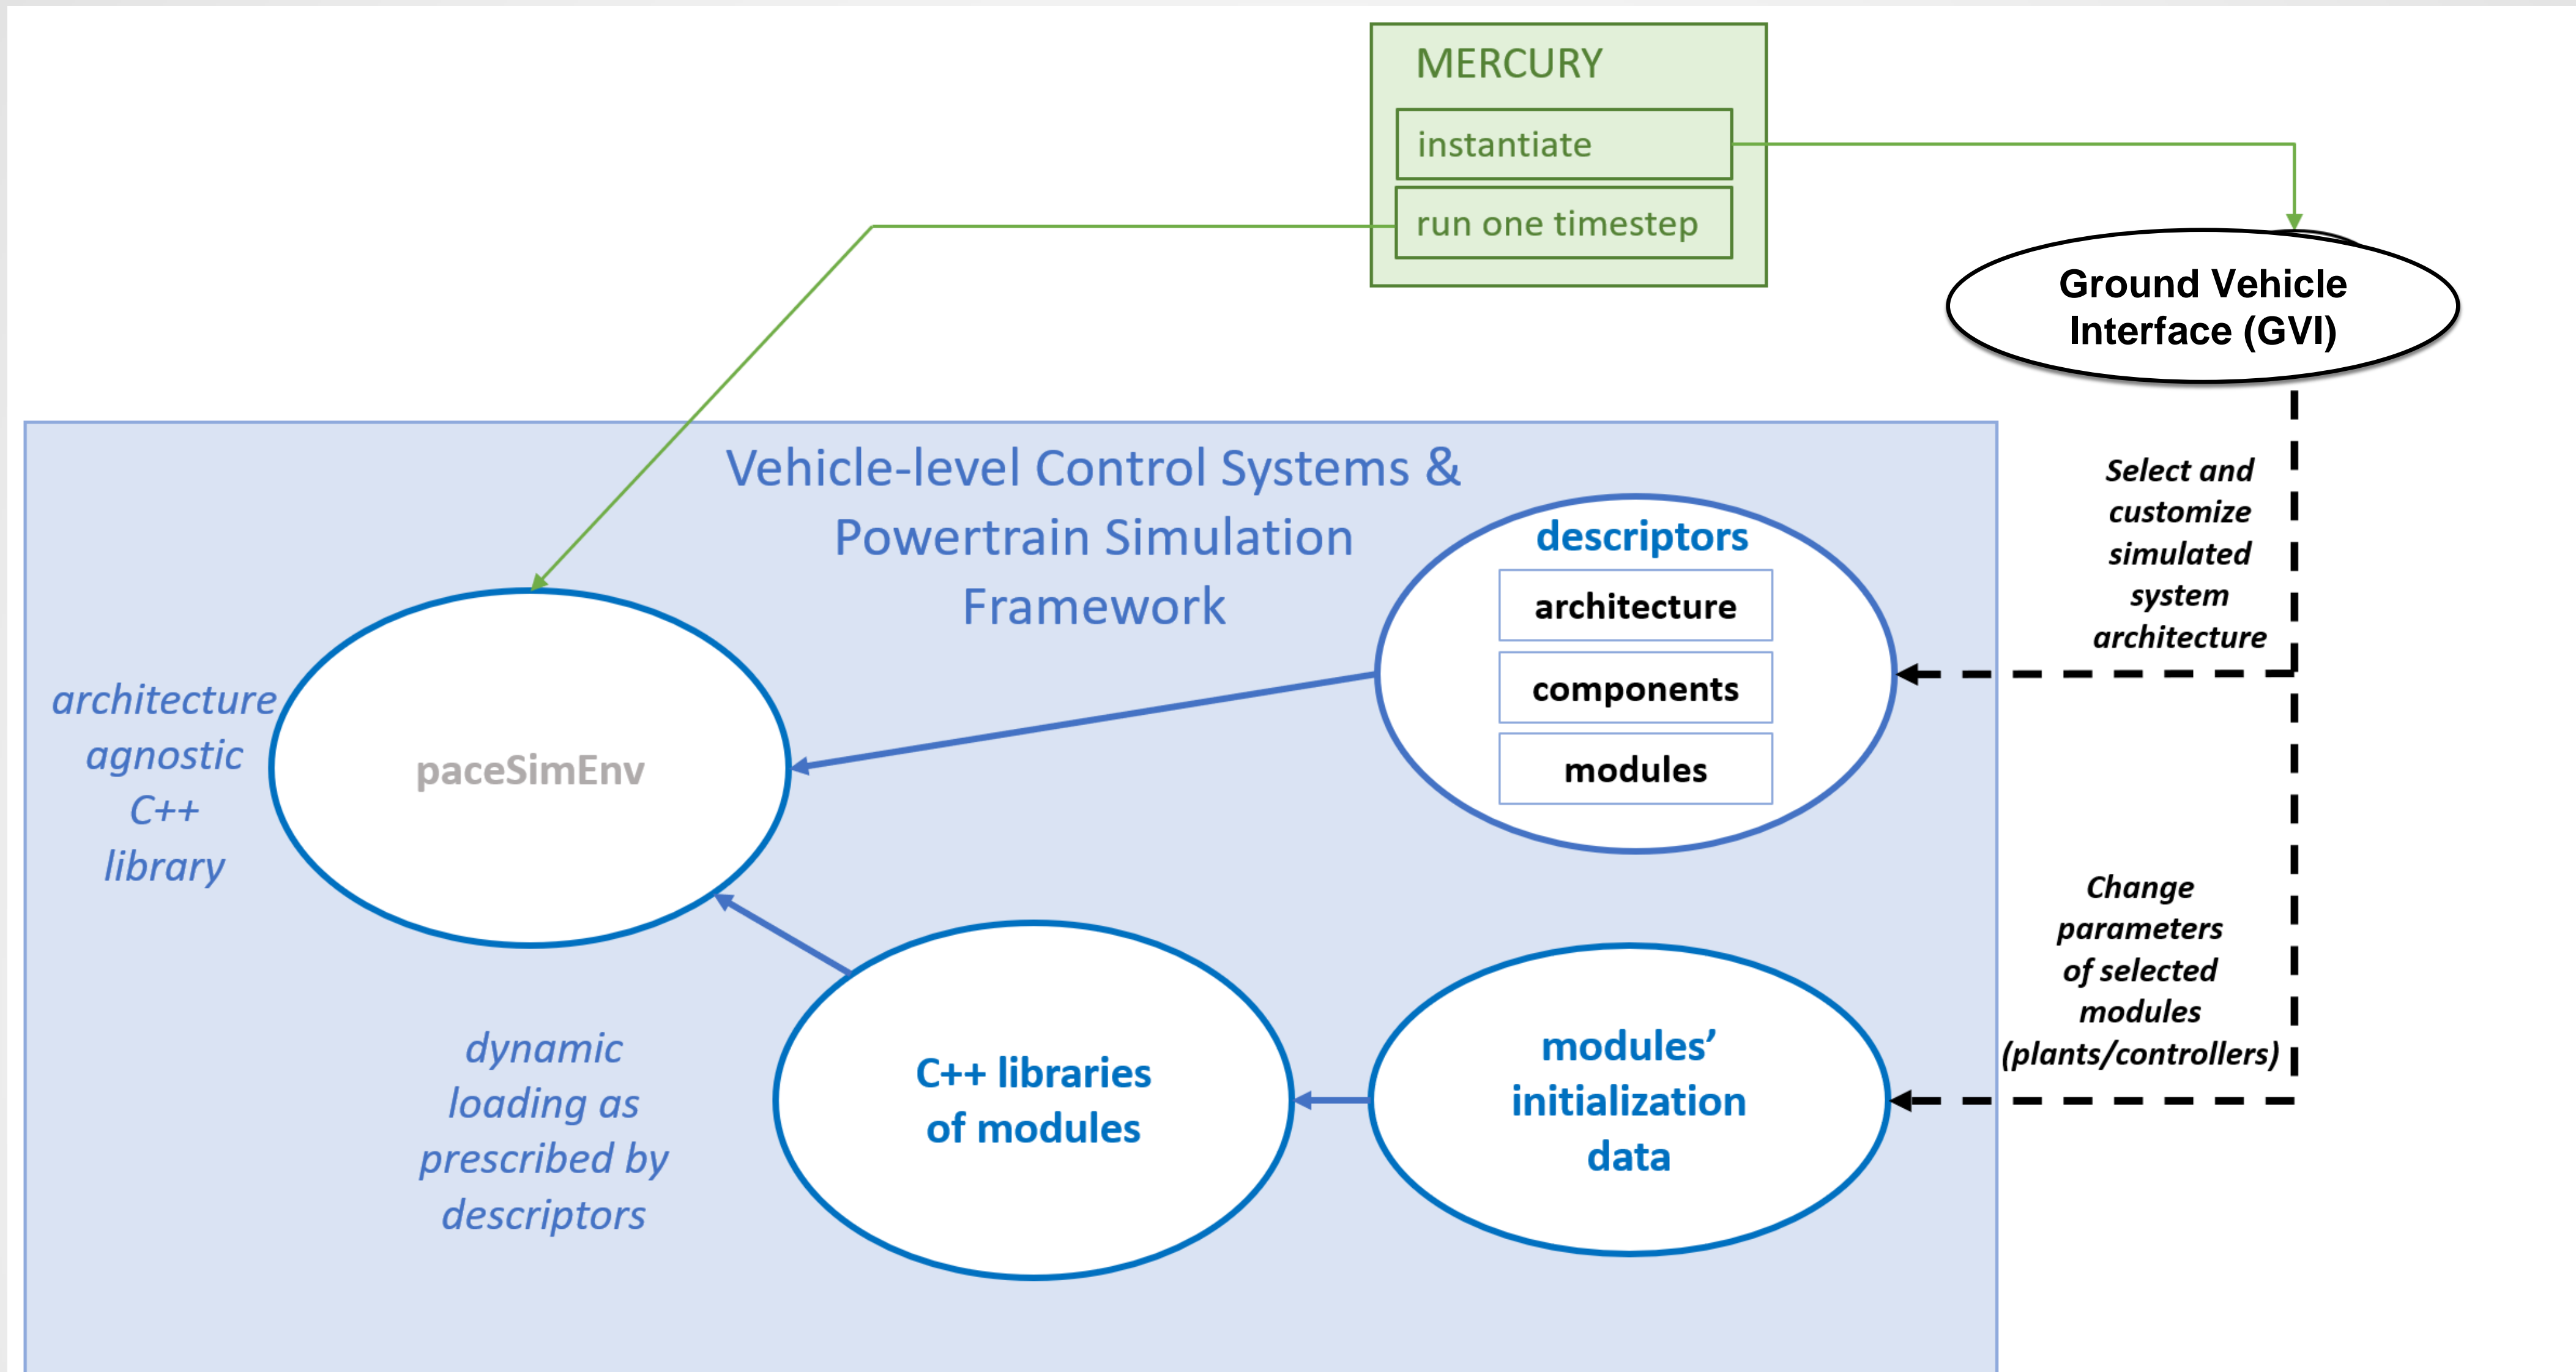 MERCURY
instantiate
run one timestep
Ground Vehicle
Interface (GVI)
Vehicle-level Control Systems &
Powertrain Simulation
Framework
descriptors
architecture
components
modules
Select and
customize
simulated
system
architecture
architecture
agnostic
C++
library
paceSimEnv
Change
parameters
of selected
modules
(plants/controllers)
dynamic
loading as
prescribed by
descriptors
C++ libraries
of modules
modules’
initialization
data